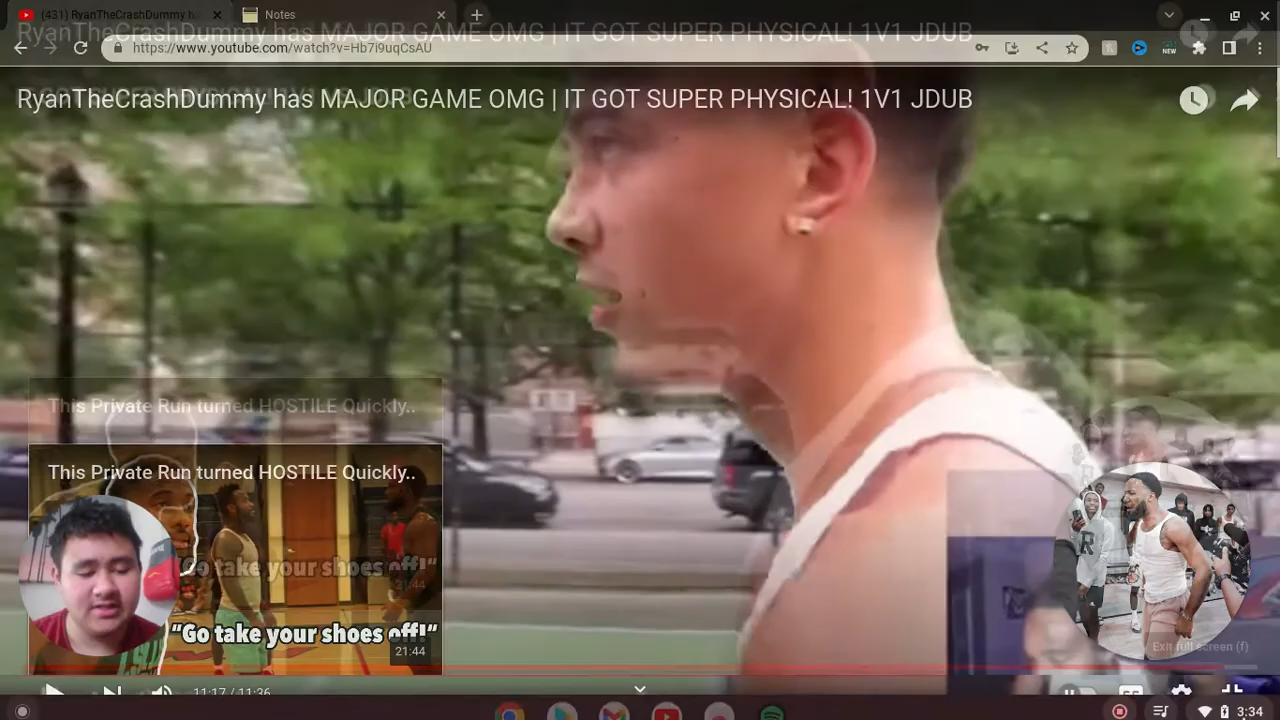 RyanTheCrashDummy has MAJOR GAME OMG | IT GOT SUPER PHYSICAL! 1V1 JDUB
(431) RyanTheCrashDummy ha
Notes
https://www.youtube.com/watch?v=Hb7i9uqCsAU
NEW
RyanTheCrashDummy has MAJOR GAME OMG | IT GOT SUPER PHYSICAL! 1V1 JDUB
This Private Run turned HOSTILE Quickly..
This Private Run turned HOSTILE Quickly..
"Go take your shoes off!"
21:44
"Go take your shoes off!"
21:44
R
Exit full screen (f)
11:17 / 11:36
3:34